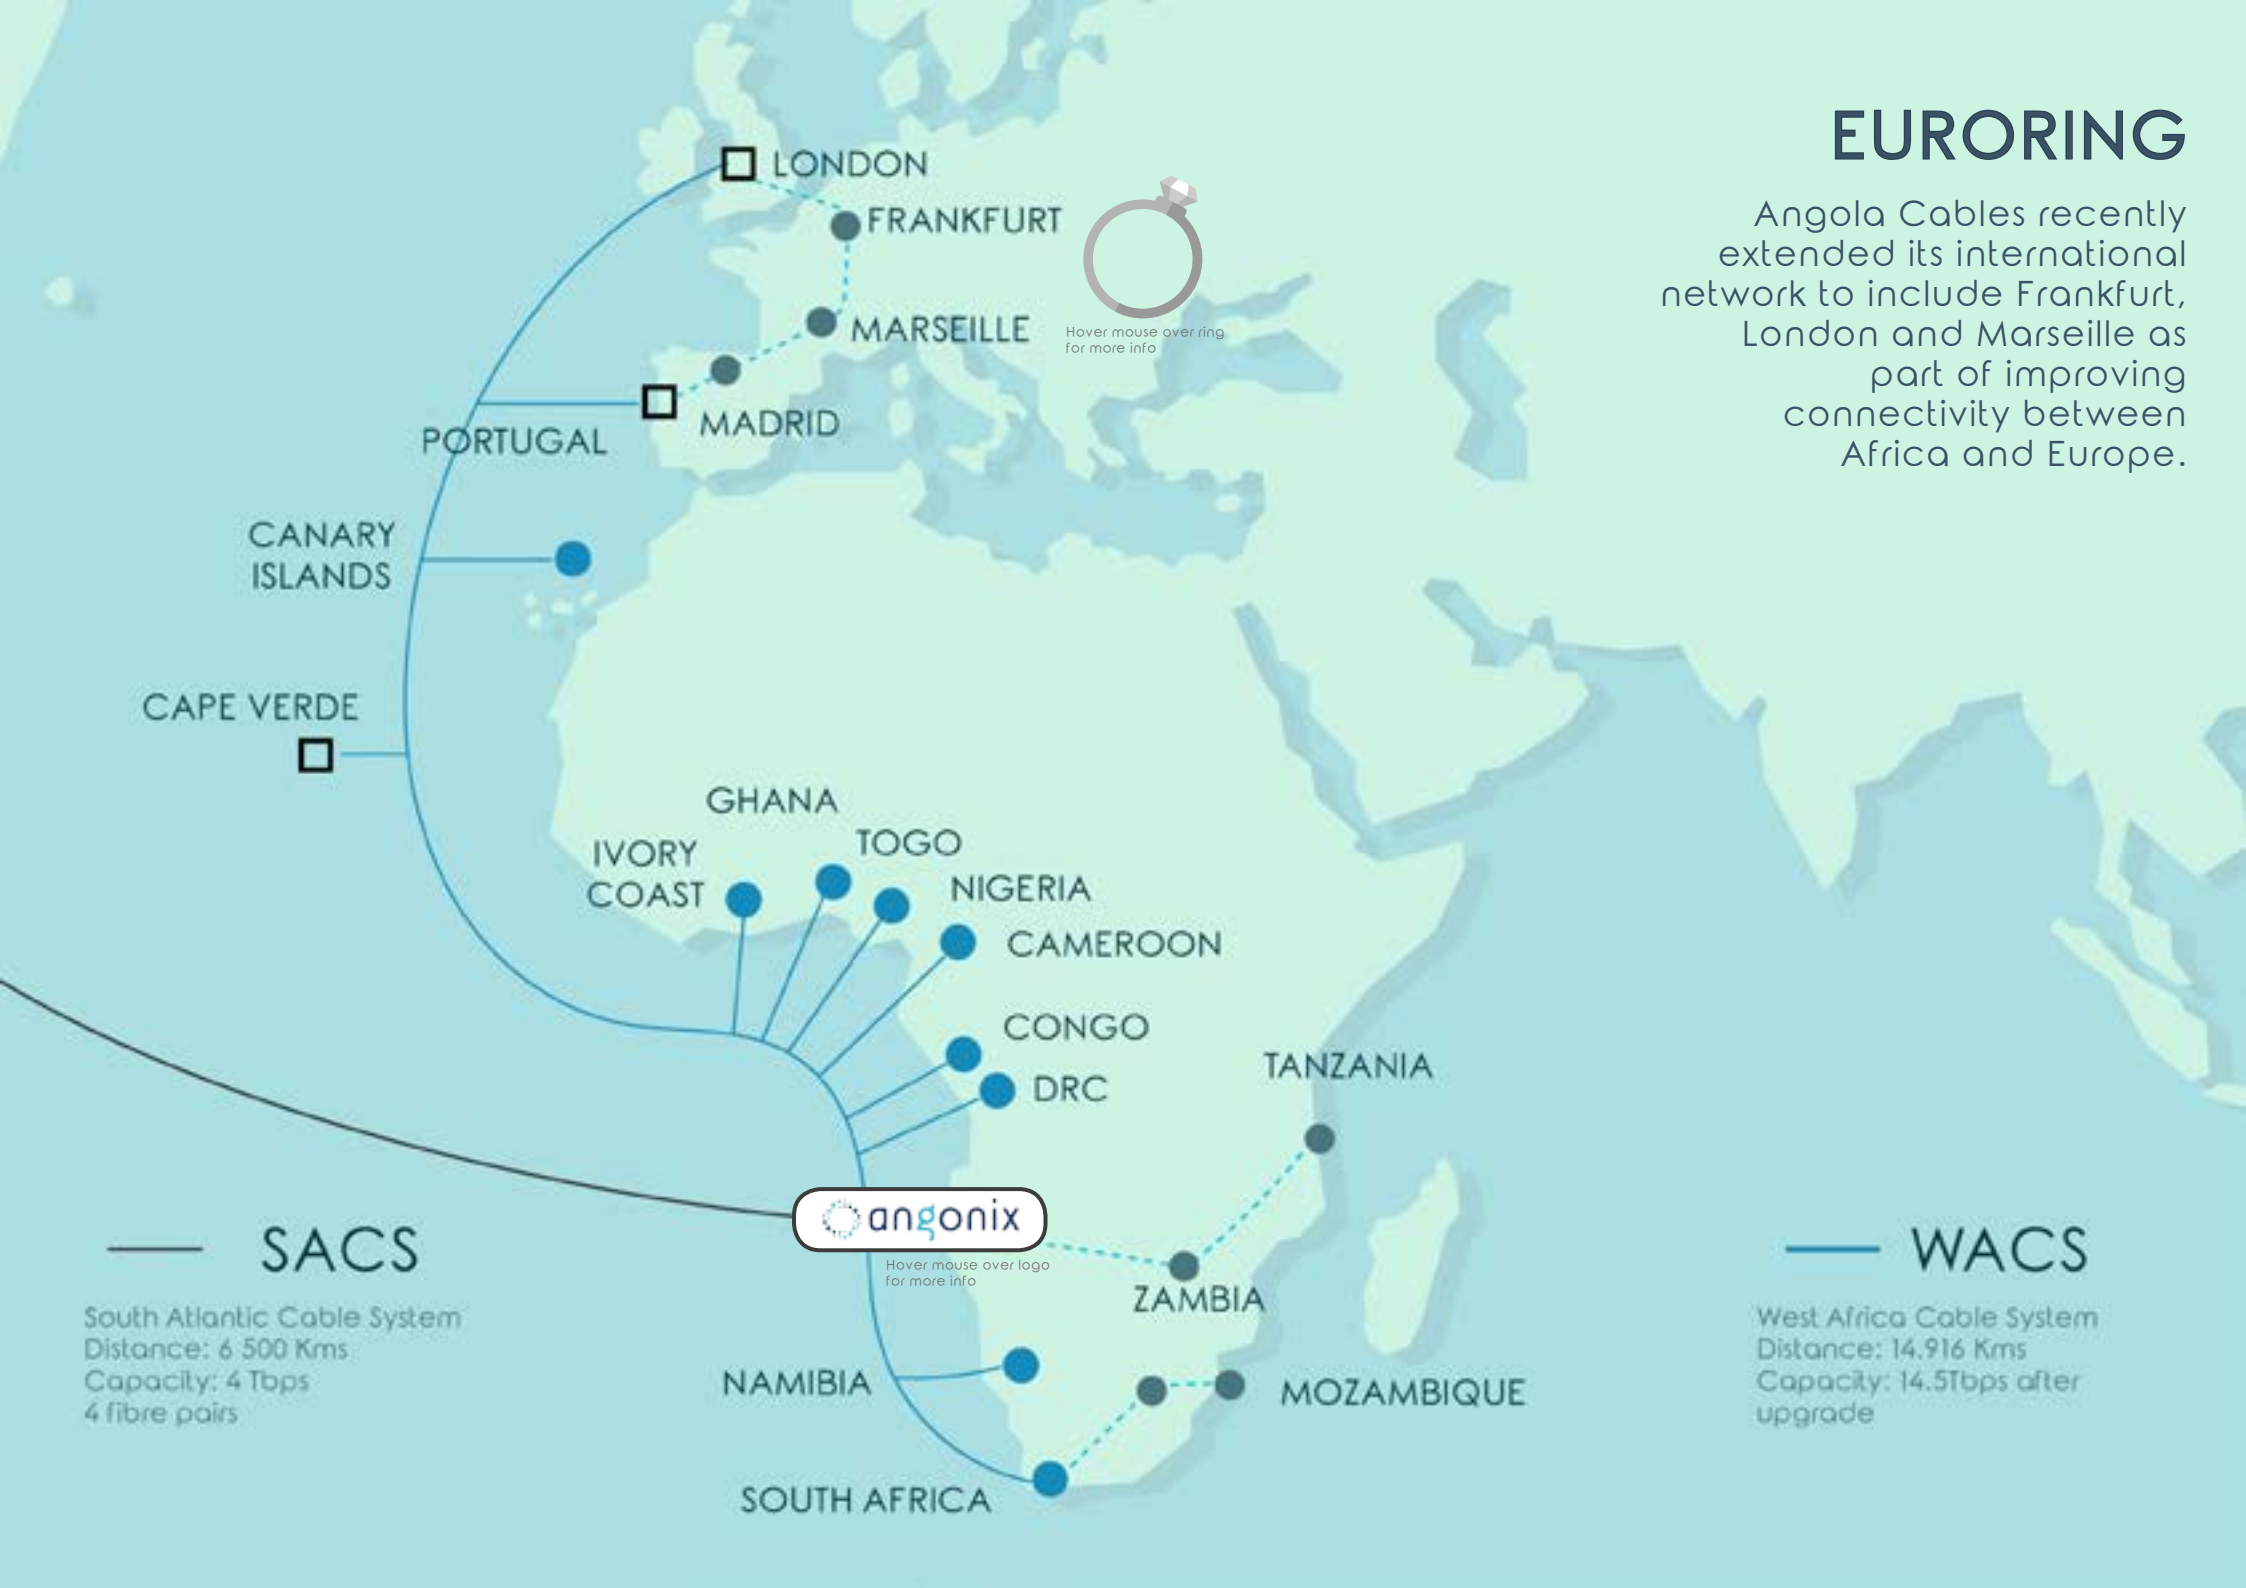 EURORING
Angola Cables recently
extended its international
network to include Frankfurt,
London and Marseille as
part of improving
connectivity between
Africa and Europe.
LONDON
FRANKFURT
MARSEILLE
Hover mouse over ring
for more info
MADRID
PORTUGAL
CANARY
ISLANDS
CAPE VERDE
GHANA
TOGO
IVORY
COAST
NIGERIA
CAMEROON
CONGO
DRC
TANZANIA
angonix
Hover mouse over logo
for more info
ZAMBIA
NAMIBIA
MOZAMBIQUE
SOUTH AFRICA
SACS
South Atlantic Cable System
Distance: 6 500 Kms
Capacity: 4 Tbps
4 fibre pairs
WACS
West Africa Cable System
Distance: 14.916 Kms
Capacity: 14.5Tbps after
upgrade